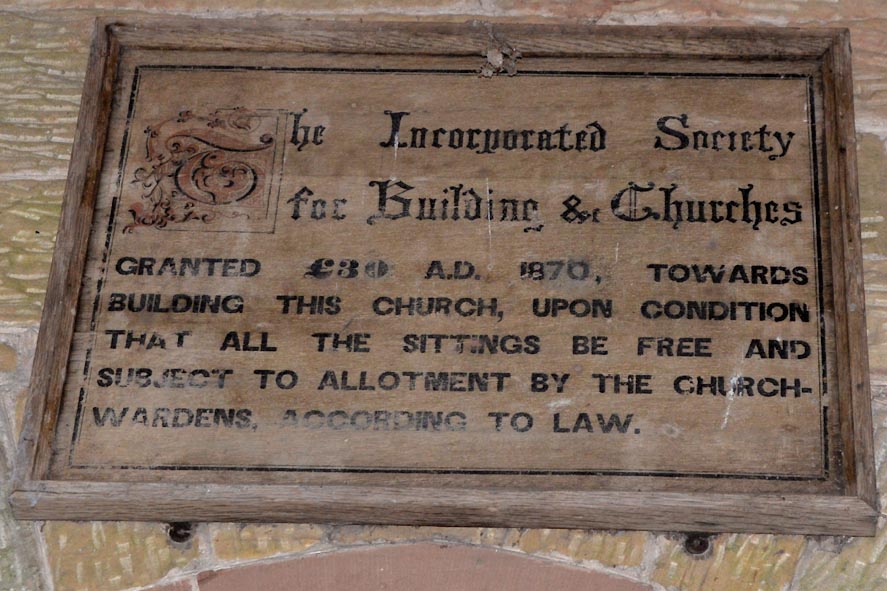 The Incorporated Society
for Building &c Churches
GRANTED £30 A.D. 1870, TOWARDS
BUILDING THIS CHURCH, UPON CONDITION
THAT ALL THE SITTINGS BE FREE AND
SUBJECT TO ALLOTMENT BY THE CHURCH-
WARDENS, ACCORDING TO LAW.